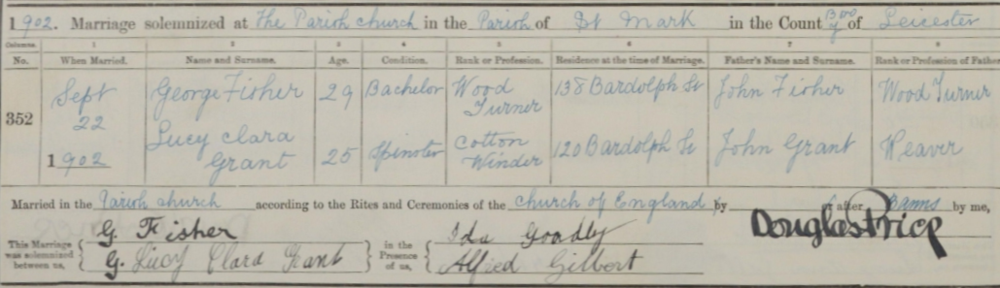 1902. Marriage solemnized at The Parish church in the Parish of St Mark in the County Boro of Leicester
Columns. 1 2 3 4 5 6 7 8
No. When Married. Name and Surname. Age. Condition. Rank or Profession. Residence at the time of Marriage. Father's Name and Surname. Rank or Profession of Father
352 Sept 22 1902 George Fisher 29 Bachelor Wood Turner 138 Bardolph St John Fisher Wood Turner
Lucy Clara Grant 25 Spinster Cotton Winder 120 Bardolph St John Grant Weaver
Married in the Parish church according to the Rites and Ceremonies of the church of England by after Banns by me,
This Marriage was solemnized between us, G. Fisher in the Presence of us, Ida Goadby Douglas Price
G. Lucy Clara Grant Alfred Gilbert